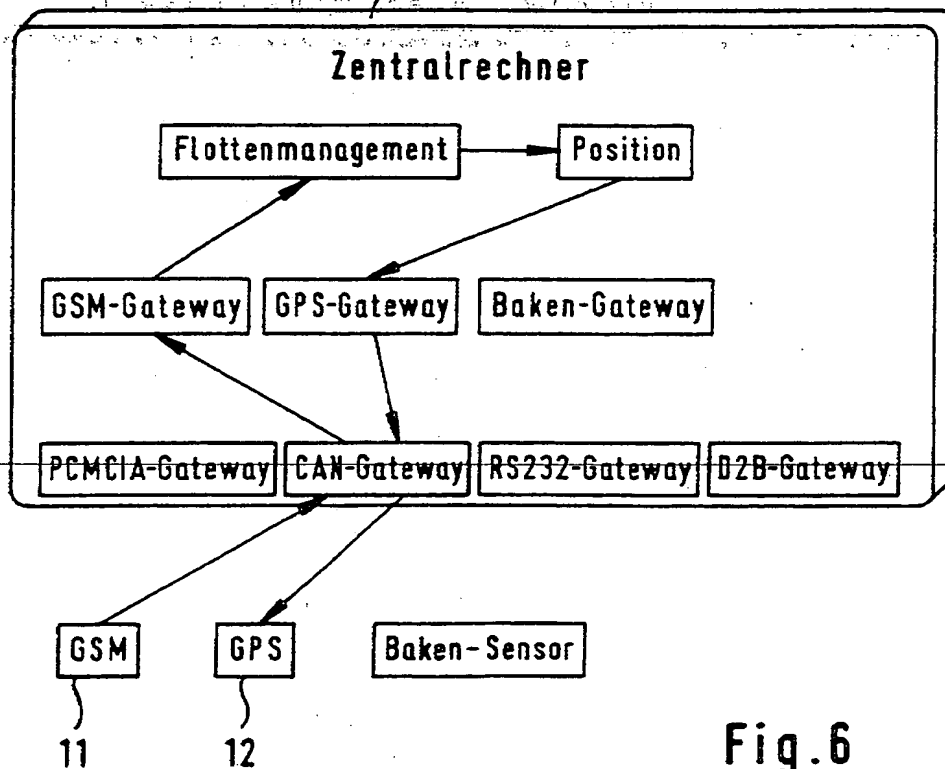 Zentralrechner
Flottenmanagement Position
GSM-Gateway GPS-Gateway Baken-Gateway
PCMCIA-Gateway CAN-Gateway RS232-Gateway D2B-Gateway
GSM GPS Baken-Sensor
11 12
Fig.6